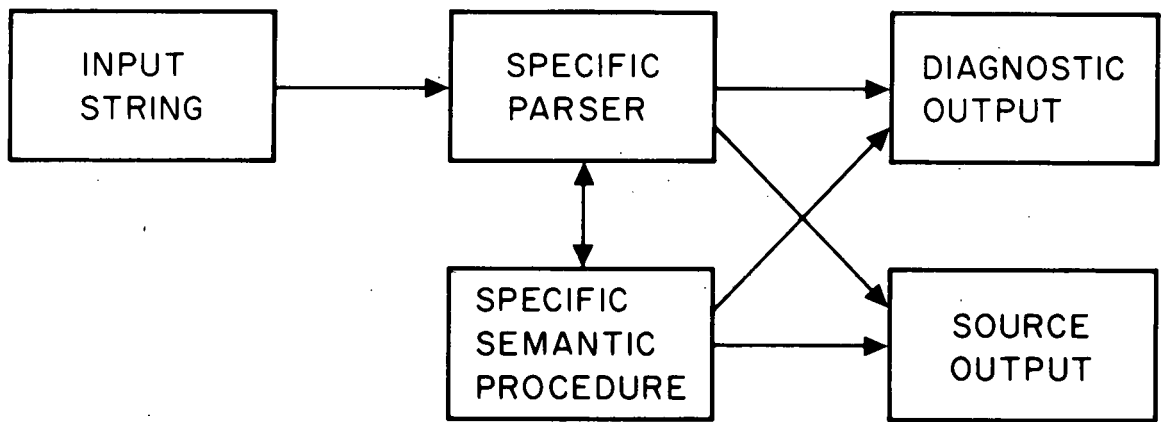 INPUT
STRING
SPECIFIC
PARSER
DIAGNOSTIC
OUTPUT
SPECIFIC
SEMANTIC
PROCEDURE
SOURCE
OUTPUT